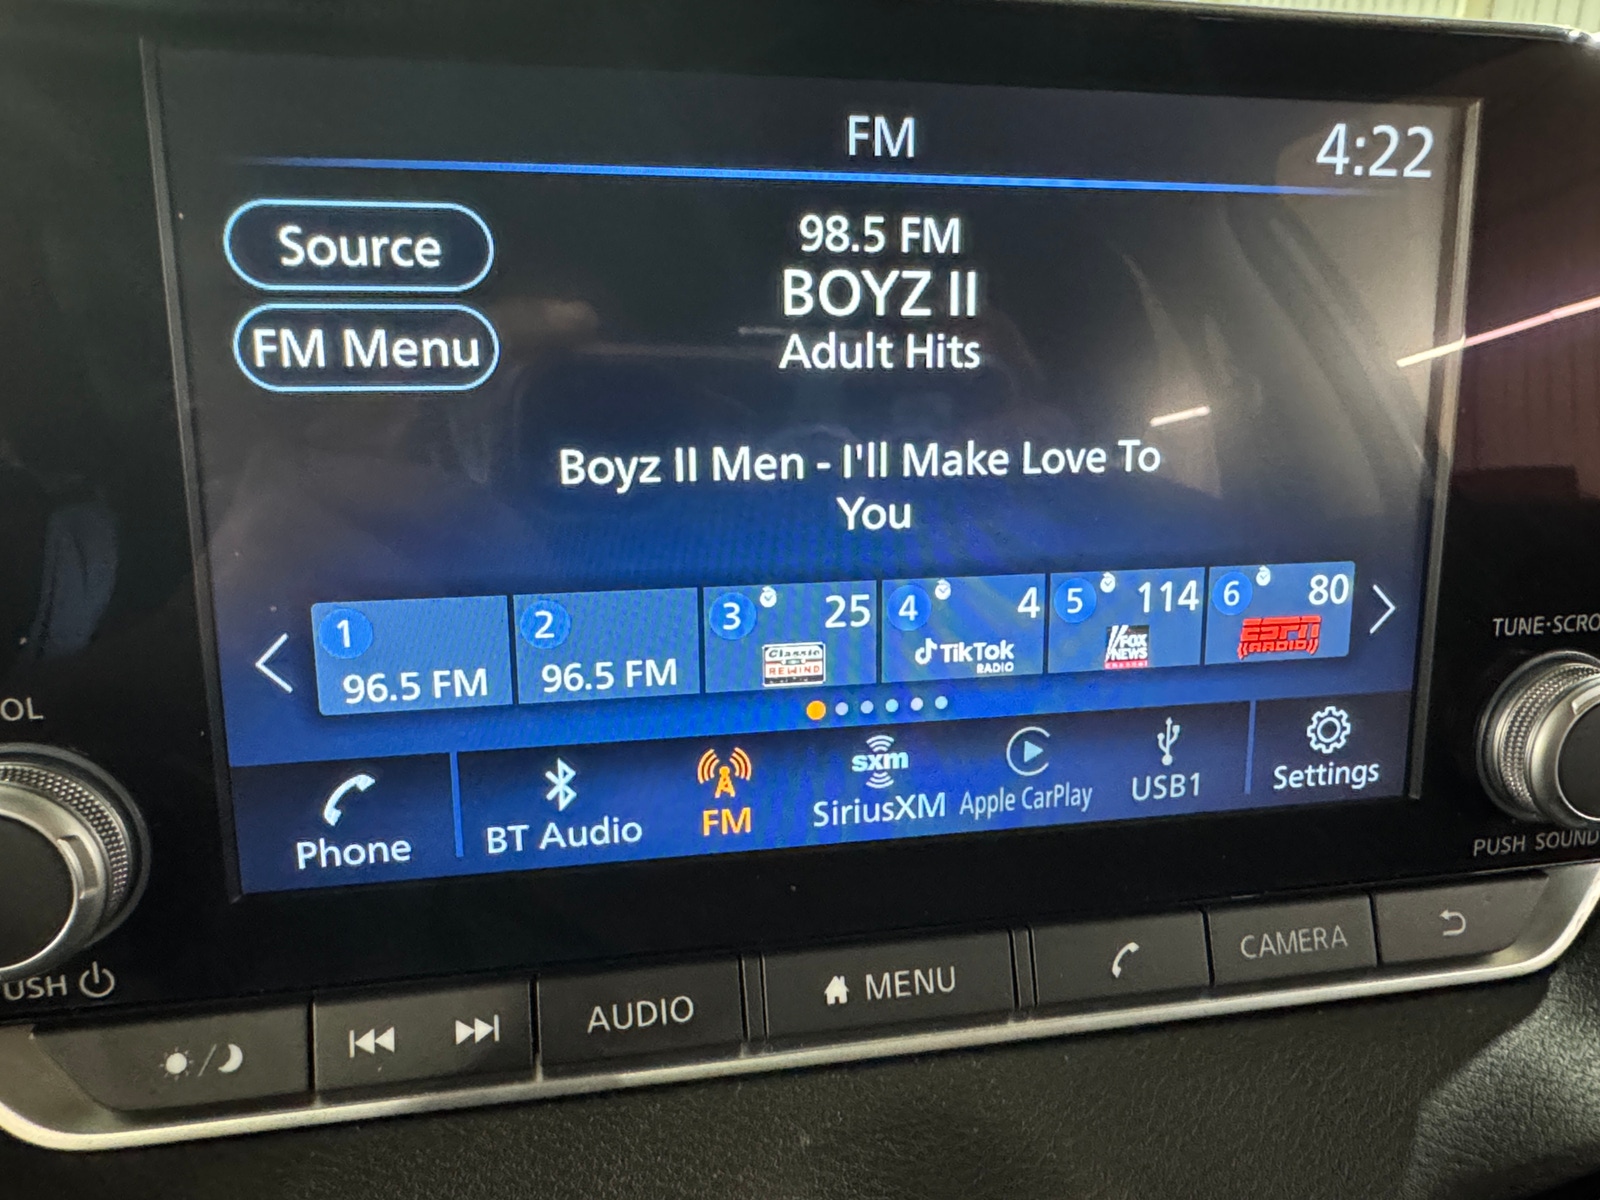 FM
4:22
Source
98.5 FM
BOYZ II
FM Menu
Adult Hits
Boyz II Men - I'll Make Love To
You
1
96.5 FM
2
96.5 FM
3
25
Classic
REWIND
4
4
TikTok
RADIO
5
114
FOX
NEWS
6
80
ESPN
RADIO
Phone
BT Audio
FM
sxm
SiriusXM
Apple CarPlay
USB1
Settings
OL
USH
TUNE·SCRO
PUSH SOUND
AUDIO
MENU
CAMERA